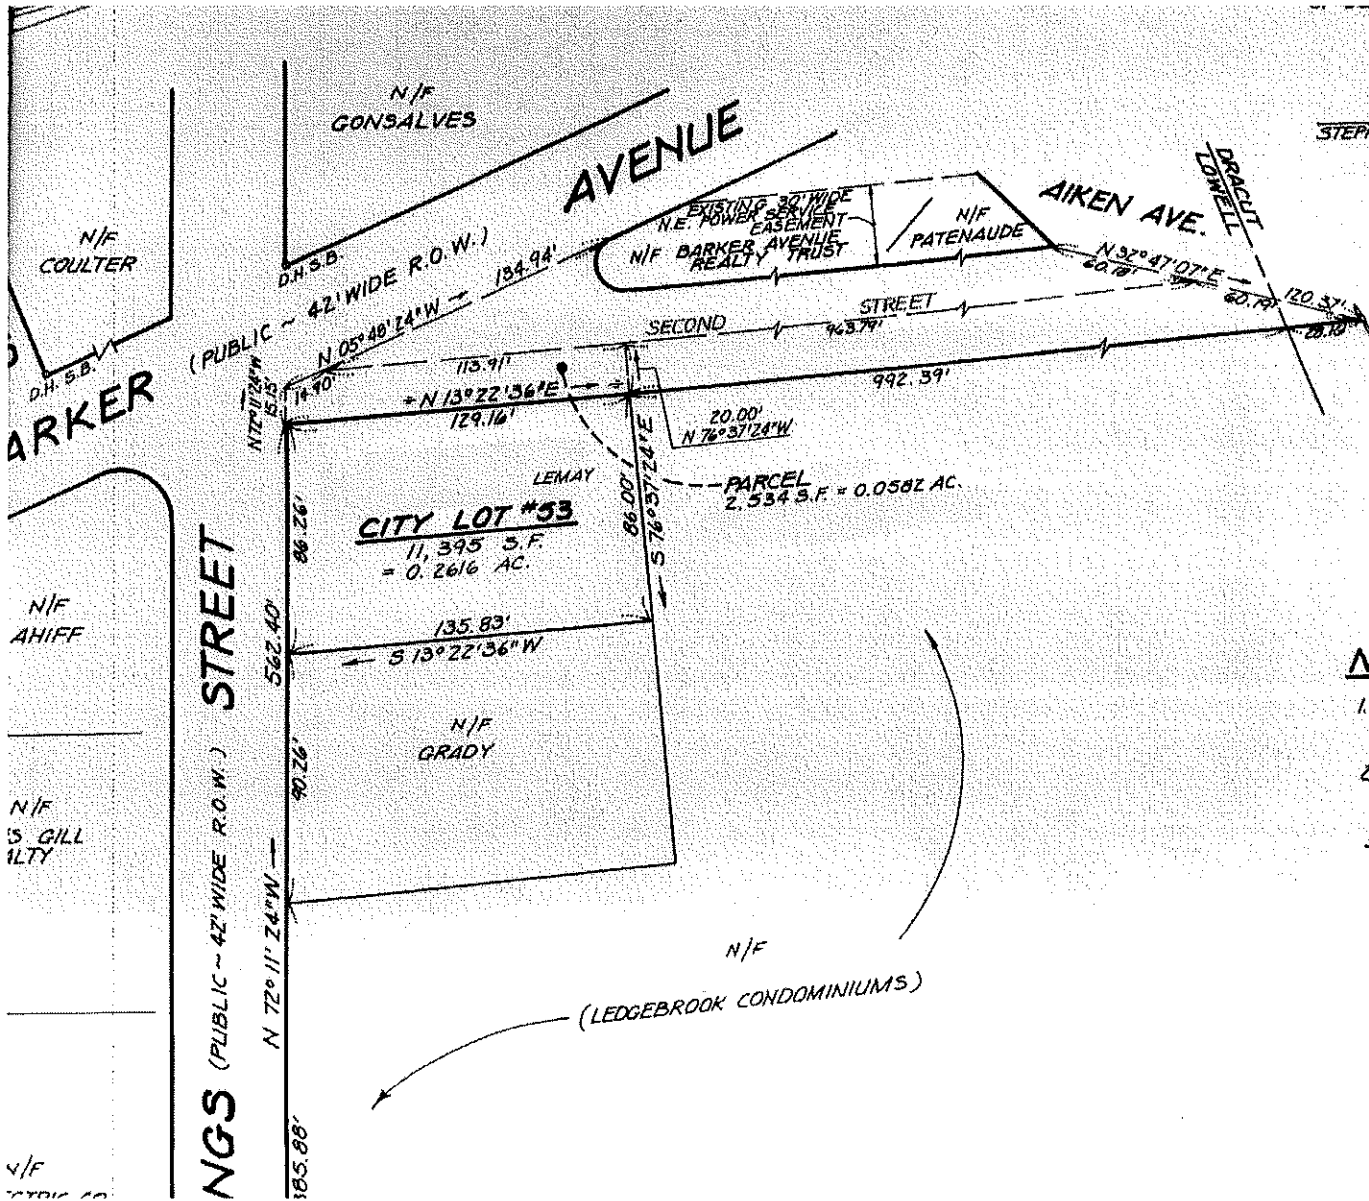 N/F
GONSALVES
AVENUE
N/F
COULTER
D.H.S.B.
D.H. S.B.
(PUBLIC ~ 42' WIDE R.O.W.)
ARKER
N 05° 48' 24" W
134.94'
14.90'
15.15'
EXISTING 30' WIDE
N.E. POWER SERVICE
EASEMENT
N/F BARKER AVENUE
REALTY TRUST
N/F
PATENAUDE
AIKEN AVE.
DRACUT
LOWELL
STEP
N 32° 47' 07" E
60.18'
60.19'
120.37'
SECOND
STREET
963.79'
992.39'
113.91'
N 13° 22' 36" E
129.16'
20.00'
N 76° 37' 24" W
PARCEL
2,534 S.F. = 0.0582 AC.
LEMAY
CITY LOT #53
11,395 S.F.
= 0.2616 AC.
86.26'
86.00'
S 76° 37' 24" E
135.83'
S 13° 22' 36" W
562.40'
N/F
AHIFF
STREET
N/F
GRADY
90.26'
N/F
S GILL
ALTY
(PUBLIC ~ 42' WIDE R.O.W.)
N 72° 11' 24" W
N/F
(LEDGEBROOK CONDOMINIUMS)
NGS
385.88'
1.
N/F